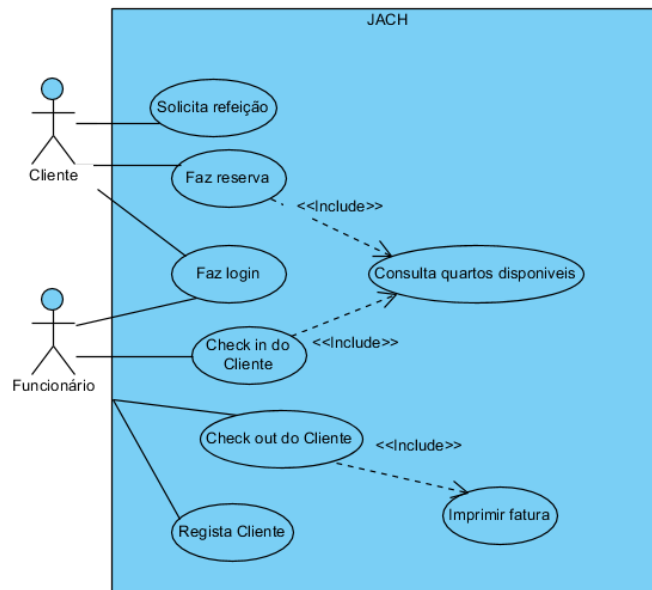 JACH
Solicita refeição
Cliente
Faz reserva
<<Include>>
Faz login
Consulta quartos disponiveis
Funcionário
Check in do
Cliente
<<Include>>
Check out do Cliente
<<Include>>
Imprimir fatura
Regista Cliente